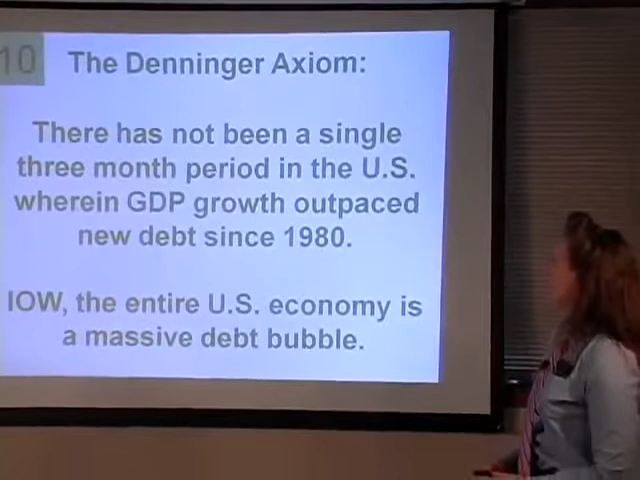 10
The Denninger Axiom:
There has not been a single
three month period in the U.S.
wherein GDP growth outpaced
new debt since 1980.
IOW, the entire U.S. economy is
a massive debt bubble.